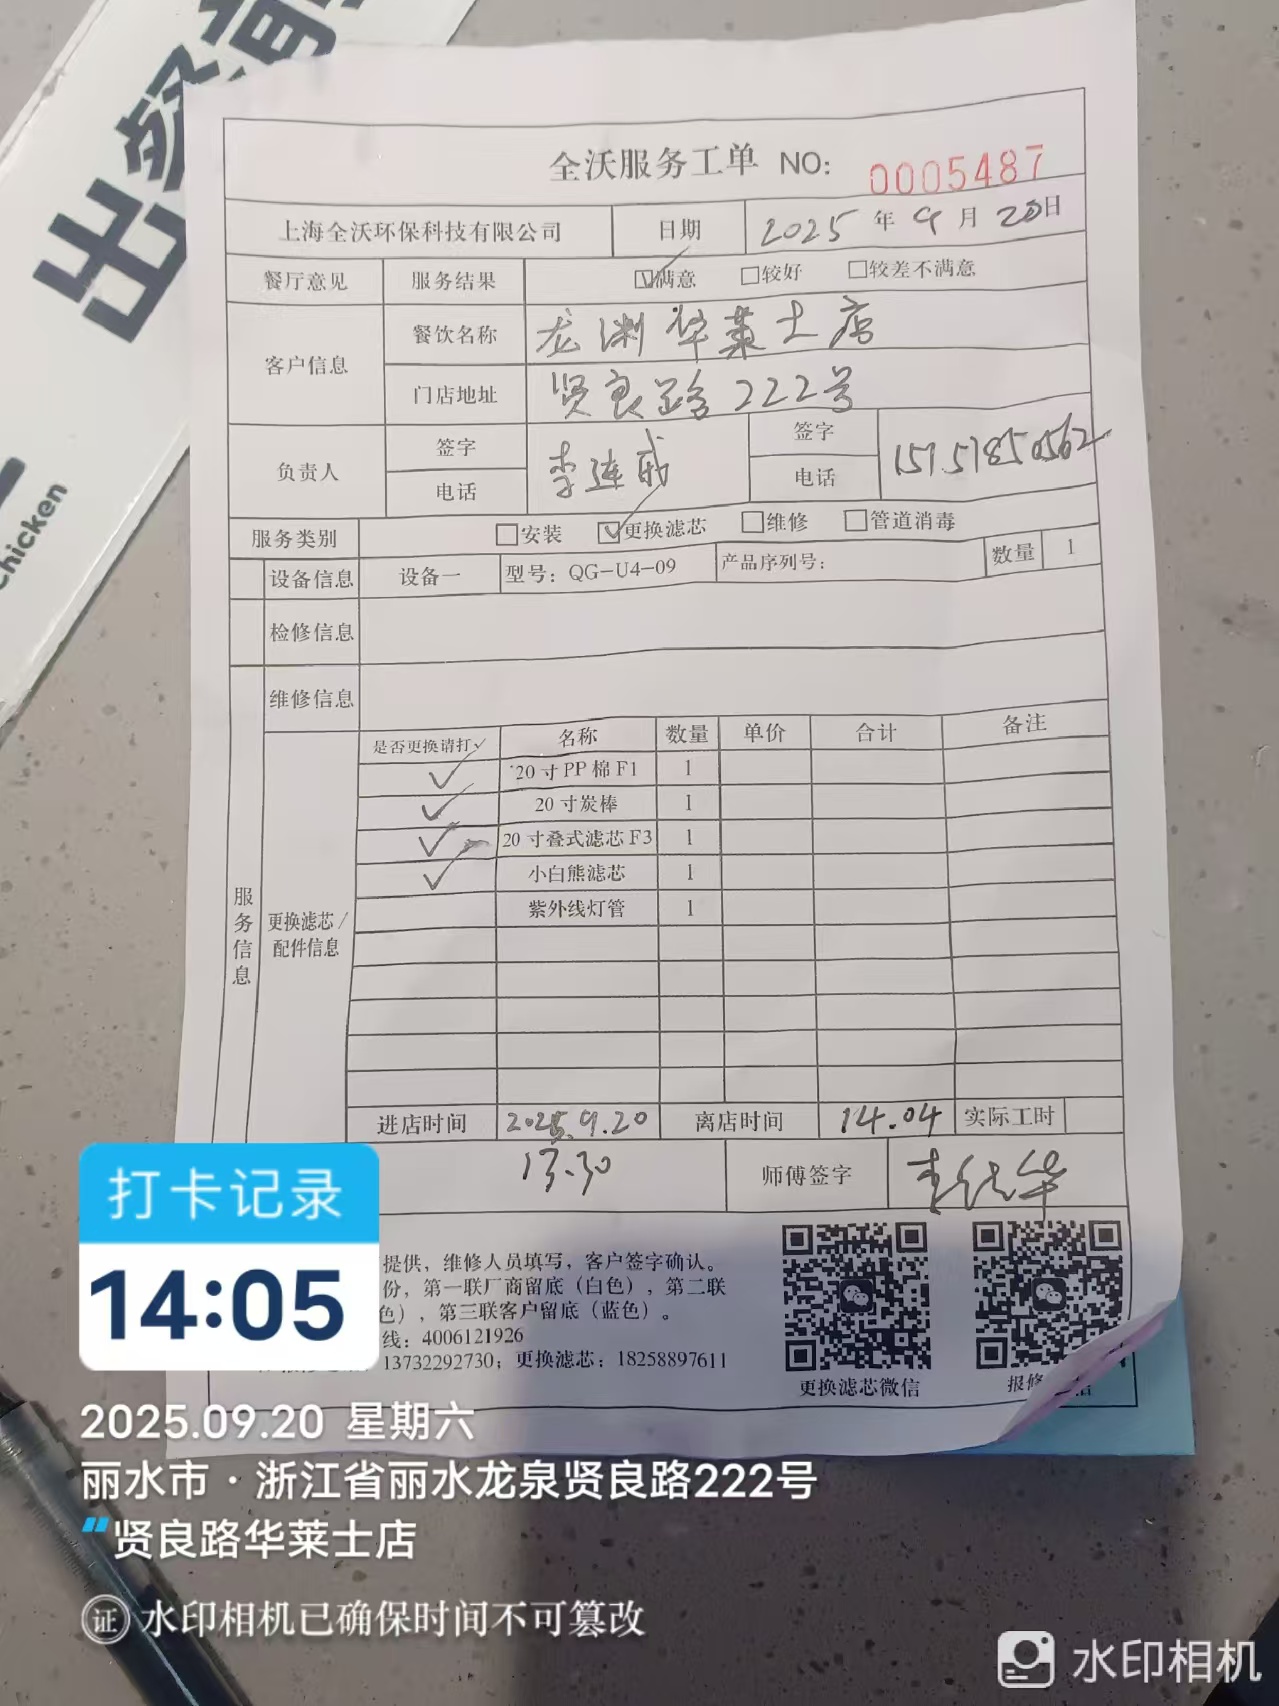 chicken
全沃服务工单 NO: 0005487
上海全沃环保科技有限公司 日期 2025 年 9 月 20 日
餐厅意见 服务结果 ☑满意 □较好 □较差不满意
客户信息 餐饮名称 龙渊华莱士店
门店地址 贤良路222号
负责人 签字 李连成 签字
电话 电话 15157850562
服务类别 □安装 ☑更换滤芯 □维修 □管道消毒
设备信息 设备一 型号：QG-U4-09 产品序列号： 数量 1
检修信息
维修信息
服务信息
更换滤芯/配件信息
是否更换请打✓ 名称 数量 单价 合计 备注
✓ 20寸PP棉F1 1
✓ 20寸炭棒 1
✓ 20寸叠式滤芯F3 1
✓ 小白熊滤芯 1
紫外线灯管 1
进店时间 2025.9.20 离店时间 14.04 实际工时
13.30 师傅签字
提供，维修人员填写，客户签字确认。
份，第一联厂商留底（白色），第二联
色），第三联客户留底（蓝色）。
线：4006121926
13732292730；更换滤芯：18258897611
更换滤芯微信 报修
打卡记录
14:05
2025.09.20 星期六
丽水市·浙江省丽水龙泉贤良路222号
贤良路华莱士店
证 水印相机已确保时间不可篡改
水印相机